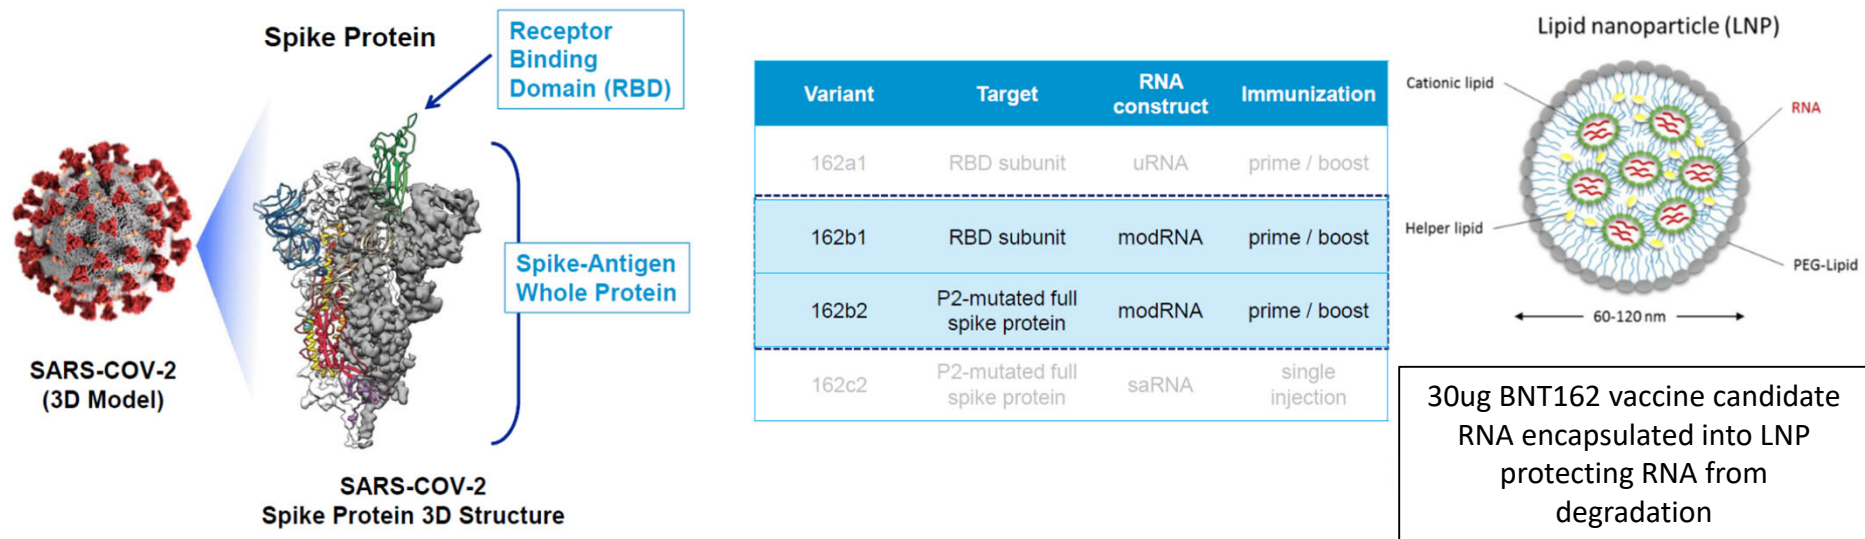 Spike Protein
Receptor
Binding
Domain (RBD)
Spike-Antigen
Whole Protein
SARS-COV-2
(3D Model)
SARS-COV-2
Spike Protein 3D Structure
Variant Target RNA construct Immunization
162a1 RBD subunit uRNA prime / boost
162b1 RBD subunit modRNA prime / boost
162b2 P2-mutated full spike protein modRNA prime / boost
162c2 P2-mutated full spike protein saRNA single injection
Lipid nanoparticle (LNP)
Cationic lipid
RNA
Helper lipid
PEG-Lipid
60-120 nm
30ug BNT162 vaccine candidate
RNA encapsulated into LNP
protecting RNA from
degradation